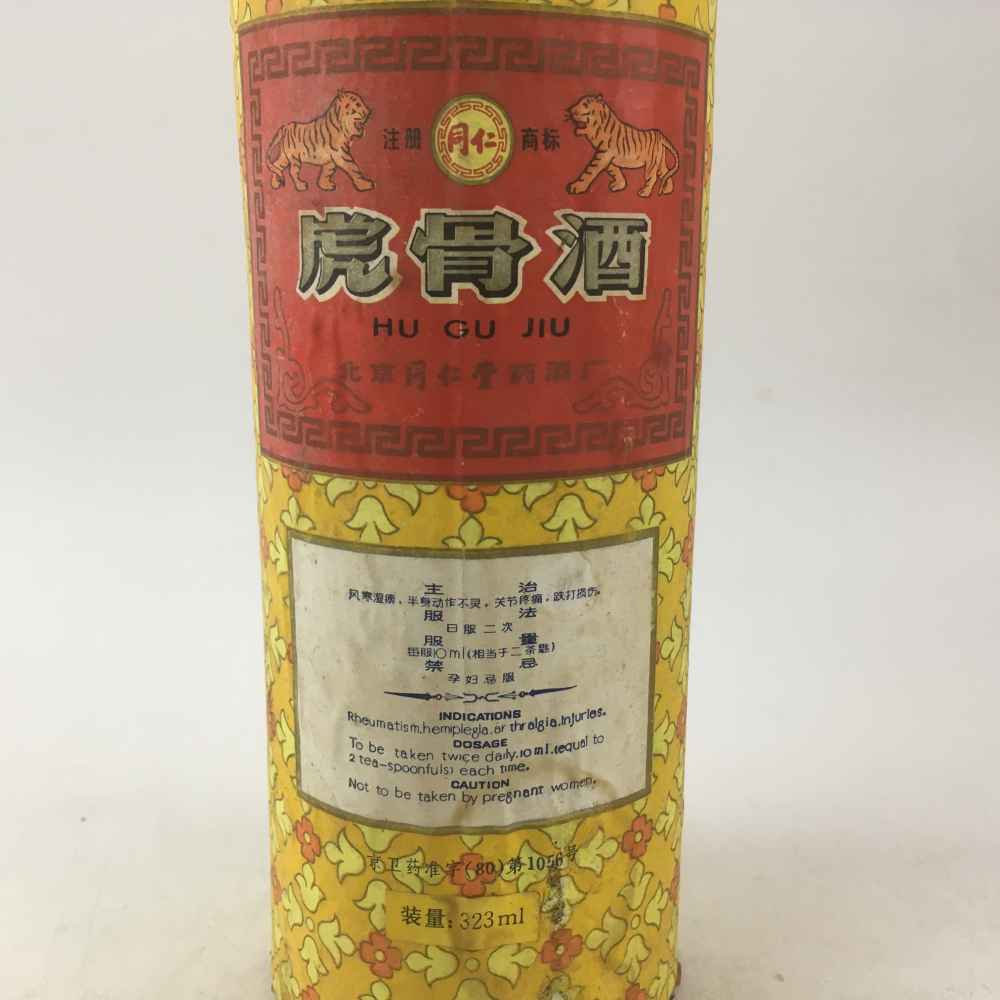 注册 同仁 商标
虎骨酒
HU GU JIU
北京同仁堂药酒厂
主治
风寒湿痹，半身动作不灵，关节疼痛，跌打损伤。
服法
日服二次
服量
每服10ml(相当于二茶匙)
禁忌
孕妇忌服
INDICATIONS
Rheumatism,hemiplegia,arthralgia,Injuries.
DOSAGE
To be taken twice daily.10ml.(equal to
2 tea-spoonfuls) each time.
CAUTION
Not to be taken by pregnant women.
京卫药准字(80)第1056号
装量:323ml